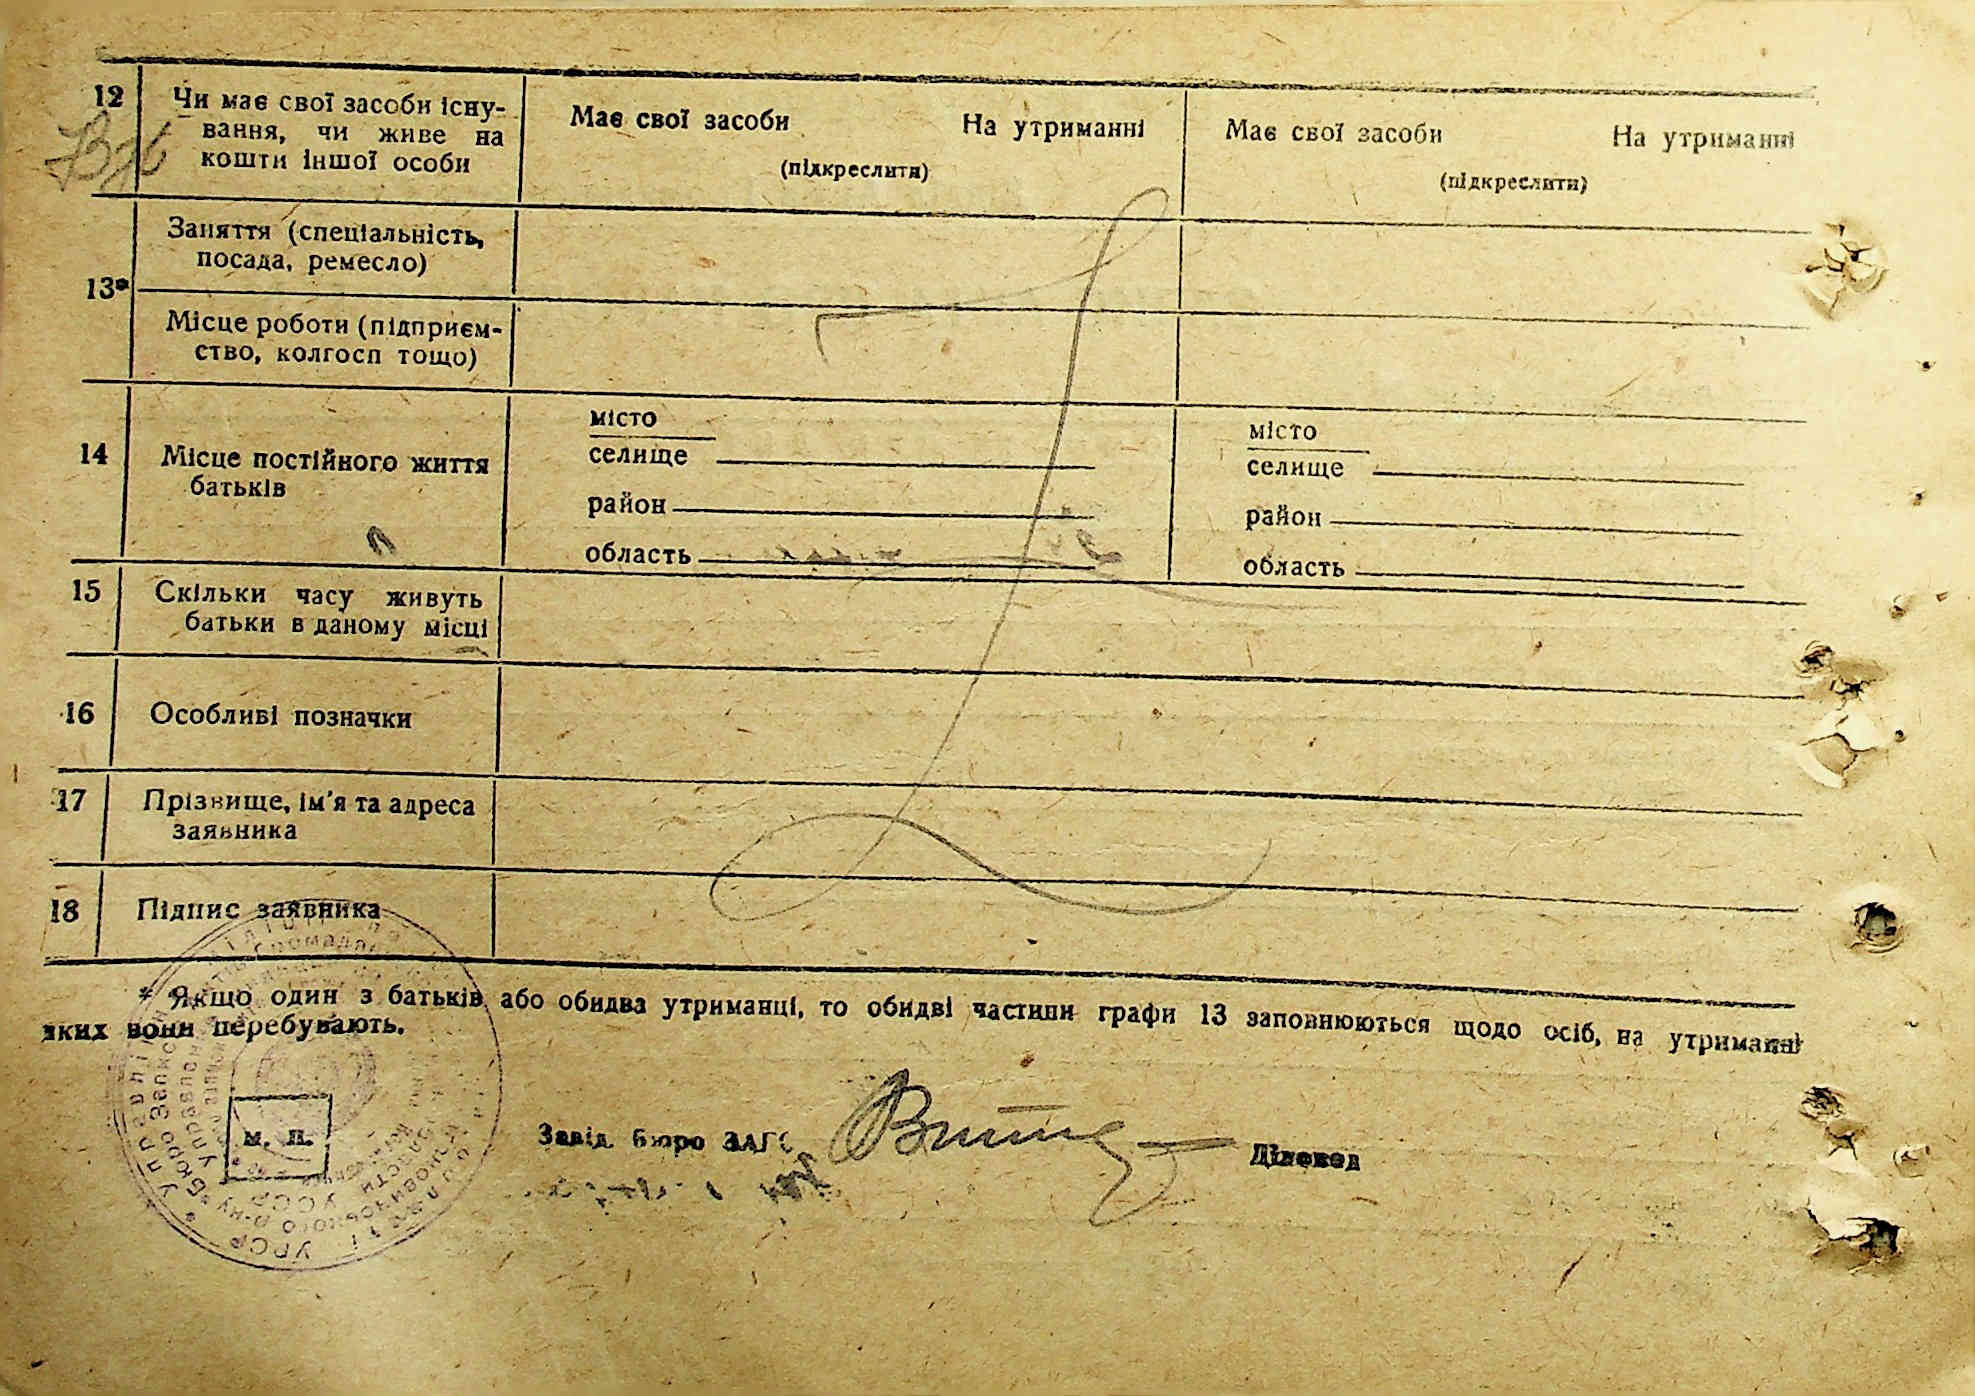 12 Чи має свої засоби існу-
вання, чи живе на
кошти іншої особи
Має свої засоби На утриманні
(підкреслити)
Має свої засоби На утриманні
(підкреслити)
13*
Заняття (спеціальність,
посада, ремесло)
Місце роботи (підприєм-
ство, колгосп тощо)
14 Місце постійного життя
батьків
місто
селище
район
область
місто
селище
район
область
15 Скільки часу живуть
батьки в даному місці
16 Особливі позначки
17 Прізвище, ім'я та адреса
заявника
18 Підпис заявника
* Якщо один з батьків або обидва утриманці, то обидві частини графи 13 заповнюються щодо осіб, на утриманні
яких вони перебувають.
м. п.
Завід. бюро ЗАГС
Діловод